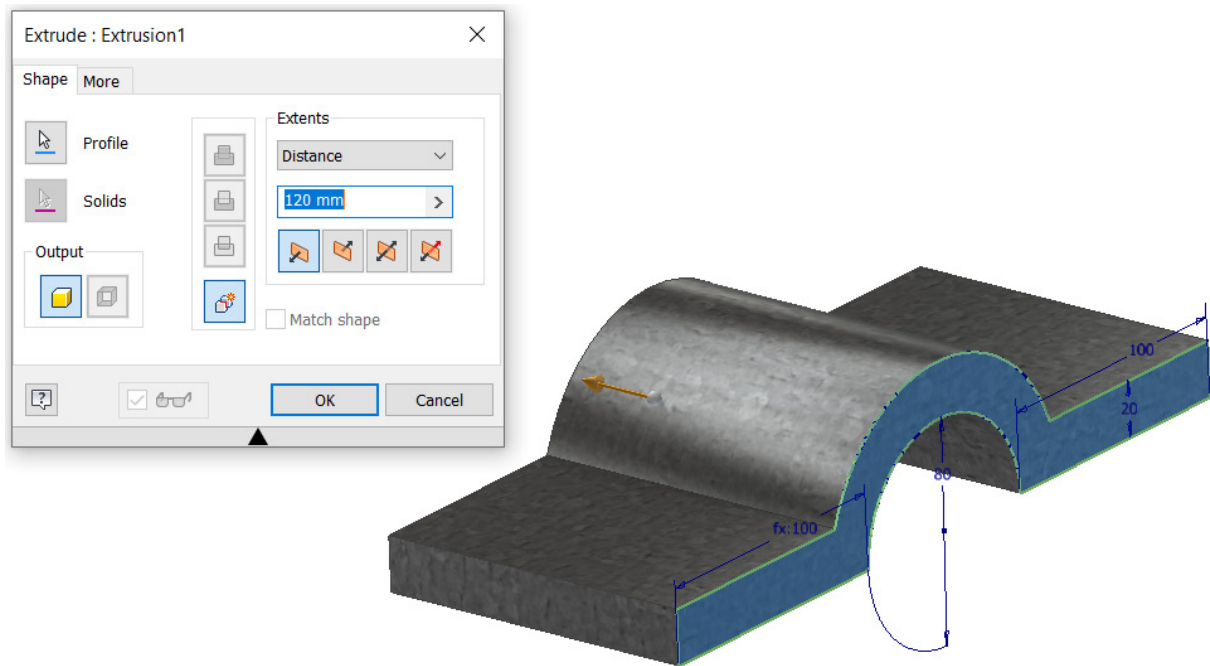 Extrude : Extrusion1
Shape
More
Profile
Solids
Output
Extents
Distance
120 mm
Match shape
OK
Cancel
100
20
80
fx:100